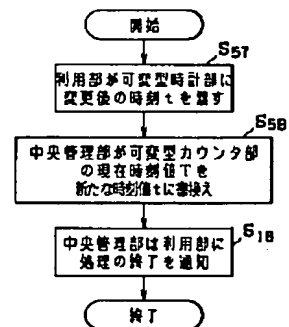 開始
S57
利用部が可変型時計部に
変更後の時刻tを渡す
S58
中央管理部が可変型カウンタ部
の現在時刻値Tを
新たな時刻値tに書換え
S18
中央管理部は利用部に
処理の終了を通知
終了